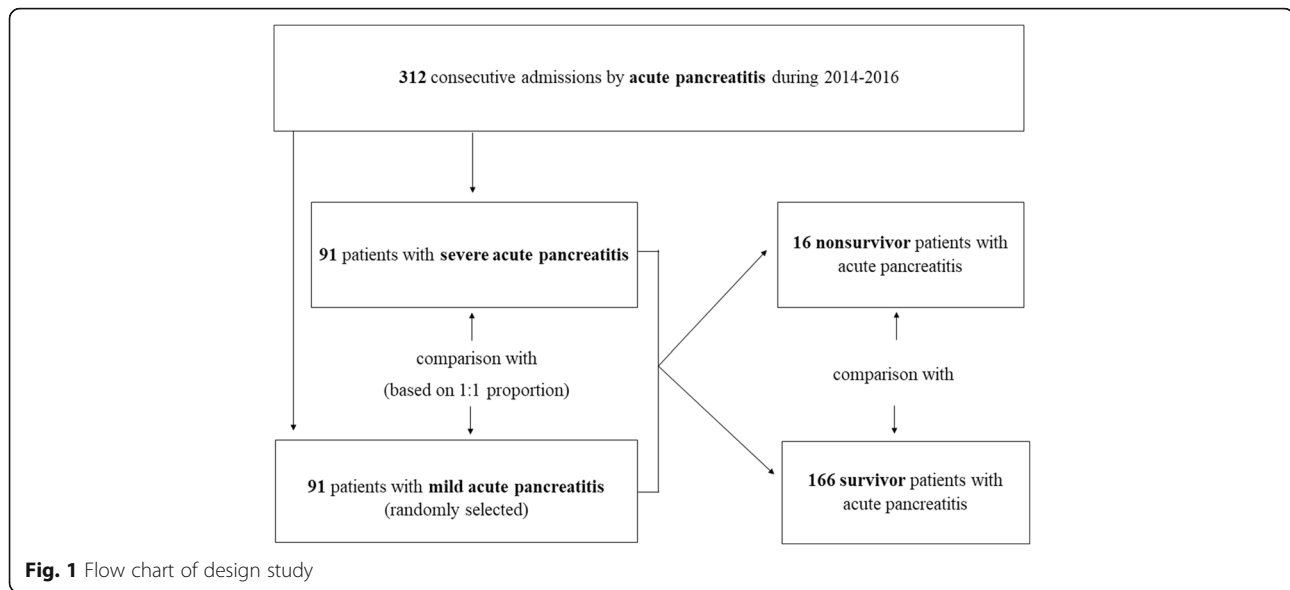 312 consecutive admissions by acute pancreatitis during 2014-2016
91 patients with severe acute pancreatitis
16 nonsurvivor patients with
acute pancreatitis
comparison with
(based on 1:1 proportion)
comparison with
91 patients with mild acute pancreatitis
(randomly selected)
166 survivor patients with
acute pancreatitis
Fig. 1 Flow chart of design study